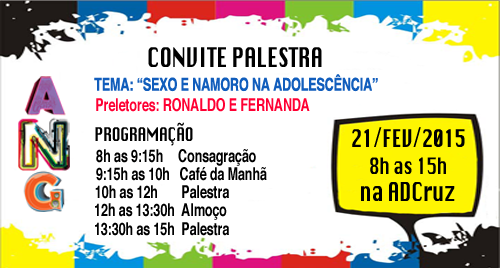 CONVITE PALESTRA
TEMA: “SEXO E NAMORO NA ADOLESCÊNCIA”
Preletores: RONALDO E FERNANDA
ANG
PROGRAMAÇÃO
8h as 9:15h Consagração
9:15h as 10h Café da Manhã
10h as 12h Palestra
12h as 13:30h Almoço
13:30h as 15h Palestra
21/FEV/2015
8h as 15h
na ADCruz